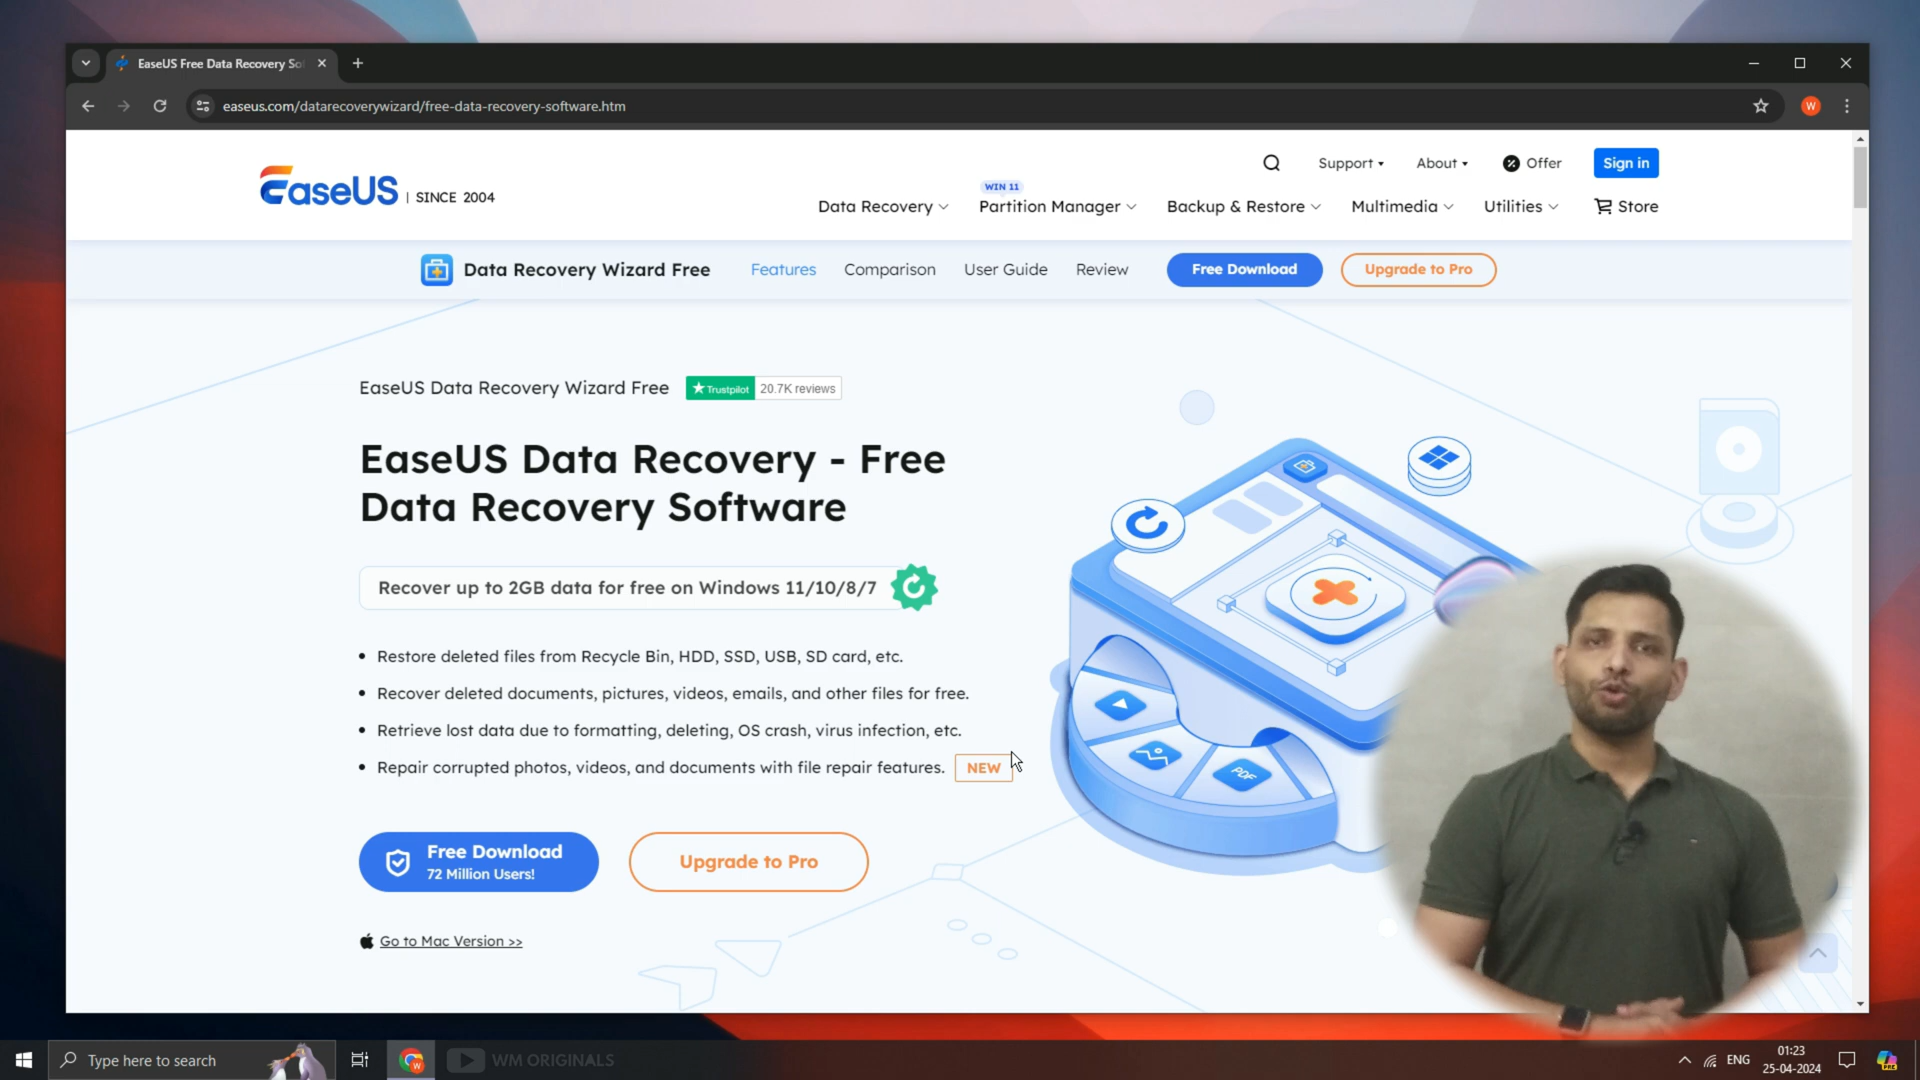 EaseUS Free Data Recovery So
easeus.com/datarecoverywizard/free-data-recovery-software.htm
W
EaseUS | SINCE 2004
Support
About
Offer
Sign in
WIN 11
Data Recovery
Partition Manager
Backup & Restore
Multimedia
Utilities
Store
Data Recovery Wizard Free
Features
Comparison
User Guide
Review
Free Download
Upgrade to Pro
EaseUS Data Recovery Wizard Free
Trustpilot
20.7K reviews
EaseUS Data Recovery - Free
Data Recovery Software
Recover up to 2GB data for free on Windows 11/10/8/7
• Restore deleted files from Recycle Bin, HDD, SSD, USB, SD card, etc.
• Recover deleted documents, pictures, videos, emails, and other files for free.
• Retrieve lost data due to formatting, deleting, OS crash, virus infection, etc.
• Repair corrupted photos, videos, and documents with file repair features. NEW
PDF
Free Download
72 Million Users!
Upgrade to Pro
Go to Mac Version >>
Type here to search
W
WM ORIGINALS
ENG
01:23
25-04-2024
PRE